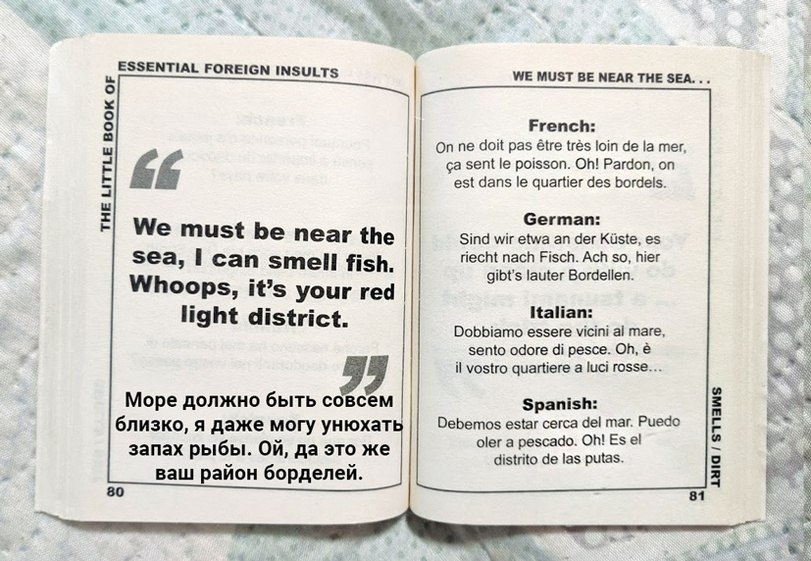 THE LITTLE BOOK OF
ESSENTIAL FOREIGN INSULTS
“
We must be near the
sea, I can smell fish.
Whoops, it’s your red
light district.
”
Море должно быть совсем
близко, я даже могу унюхать
запах рыбы. Ой, да это же
ваш район борделей.
80
WE MUST BE NEAR THE SEA. . .
French:
On ne doit pas être très loin de la mer,
ça sent le poisson. Oh! Pardon, on
est dans le quartier des bordels.
German:
Sind wir etwa an der Küste, es
riecht nach Fisch. Ach so, hier
gibt’s lauter Bordellen.
Italian:
Dobbiamo essere vicini al mare,
sento odore di pesce. Oh, è
il vostro quartiere a luci rosse...
Spanish:
Debemos estar cerca del mar. Puedo
oler a pescado. Oh! Es el
distrito de las putas.
SMELLS / DIRT
81